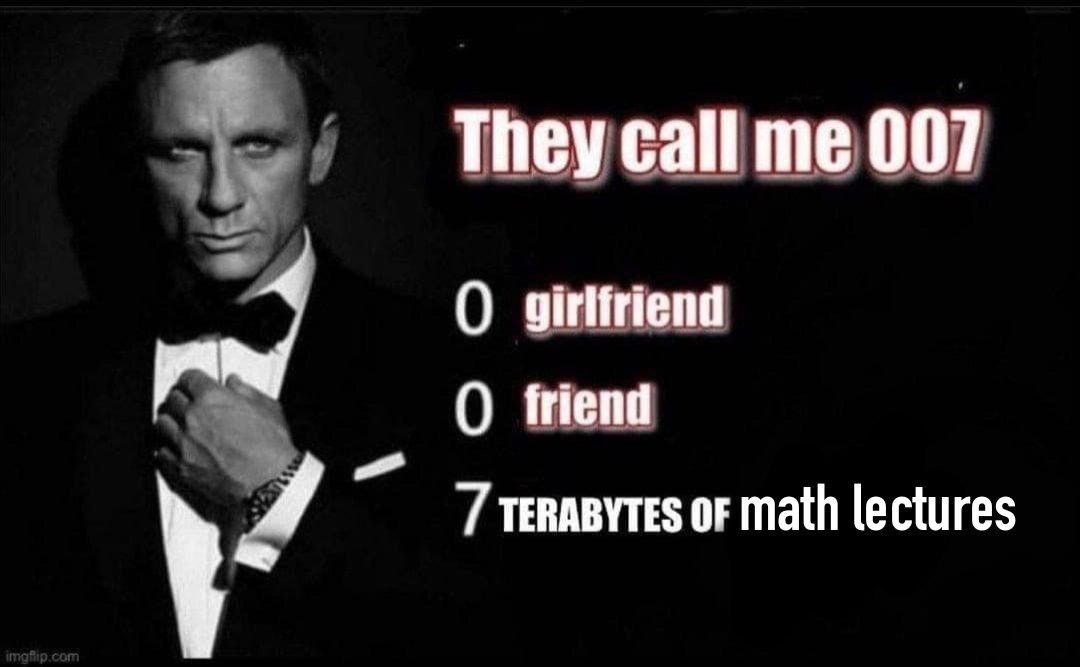 They call me 007
0 girlfriend
0 friend
7 TERABYTES OF math lectures
imgflip.com